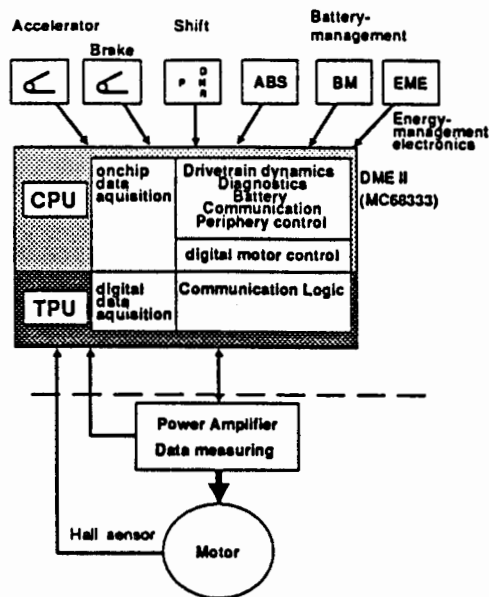 Accelerator
Brake
Shift
Battery-
management
P
D
N
R
ABS
BM
EME
Energy-
management
electronics
CPU
onchip
data
aquisition
Drivetrain dynamics
Diagnostics
Battery
Communication
Periphery control
digital motor control
DME II
(MC68333)
TPU
digital
data
aquisition
Communication Logic
Power Amplifier
Data measuring
Hall sensor
Motor